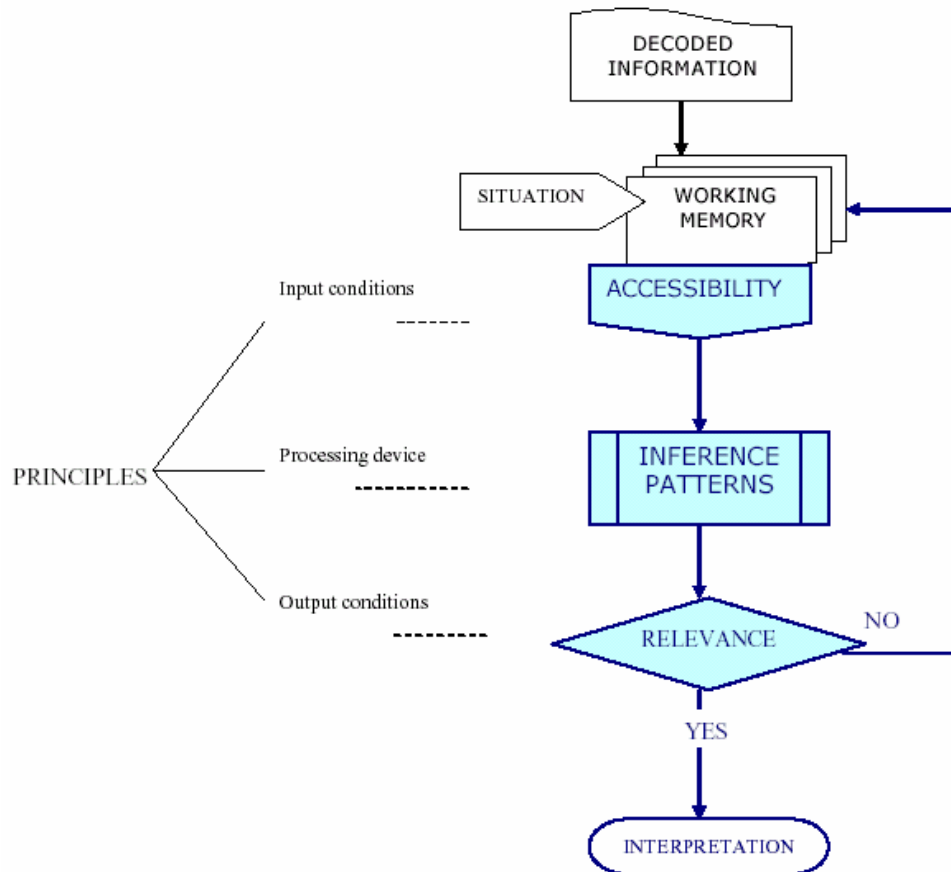 DECODED
INFORMATION
SITUATION
WORKING
MEMORY
Input conditions
ACCESSIBILITY
PRINCIPLES
Processing device
INFERENCE
PATTERNS
Output conditions
RELEVANCE
NO
YES
INTERPRETATION